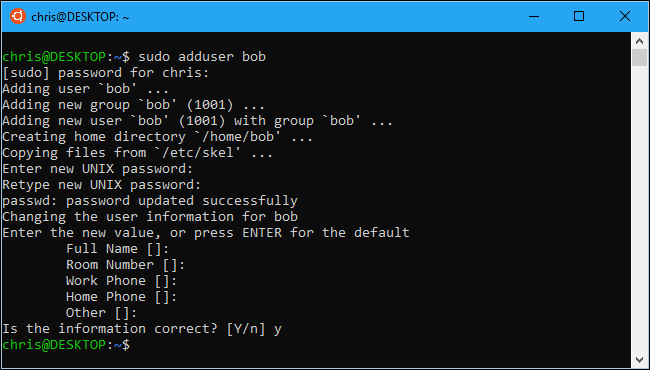 chris@DESKTOP: ~
chris@DESKTOP:~$ sudo adduser bob
[sudo] password for chris:
Adding user `bob' ...
Adding new group `bob' (1001) ...
Adding new user `bob' (1001) with group `bob' ...
Creating home directory `/home/bob' ...
Copying files from `/etc/skel' ...
Enter new UNIX password:
Retype new UNIX password:
passwd: password updated successfully
Changing the user information for bob
Enter the new value, or press ENTER for the default
        Full Name []:
        Room Number []:
        Work Phone []:
        Home Phone []:
        Other []:
Is the information correct? [Y/n] y
chris@DESKTOP:~$